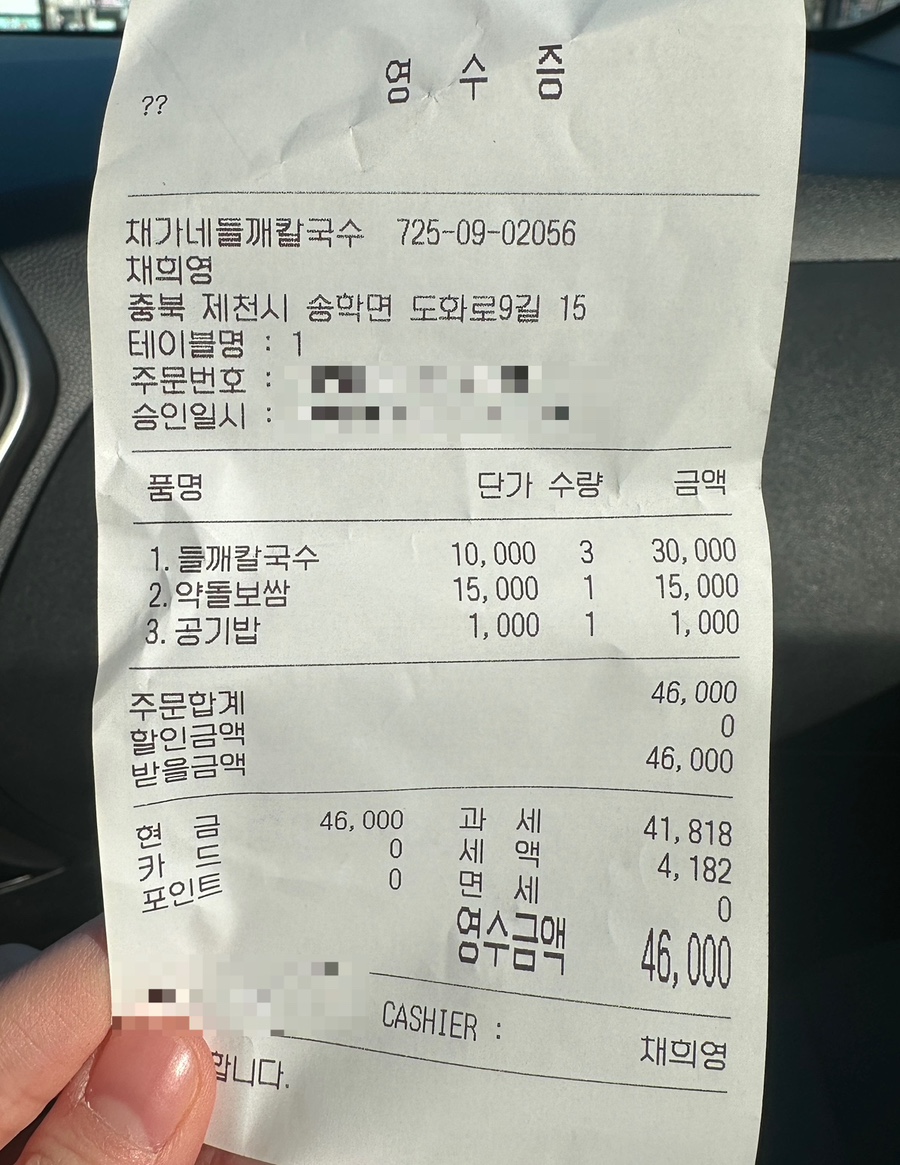 영 수 증
??
채가네들깨칼국수 725-09-02056
채희영
충북 제천시 송학면 도화로9길 15
테이블명 : 1
주문번호 :
승인일시 :
품명 단가 수량 금액
1. 들깨칼국수 10,000 3 30,000
2. 약돌보쌈 15,000 1 15,000
3. 공기밥 1,000 1 1,000
주문합계 46,000
할인금액 0
받을금액 46,000
현 금 46,000 과 세 41,818
카 드 0 세 액 4,182
포인트 0 면 세 0
영수금액 46,000
CASHIER : 채희영
합니다.